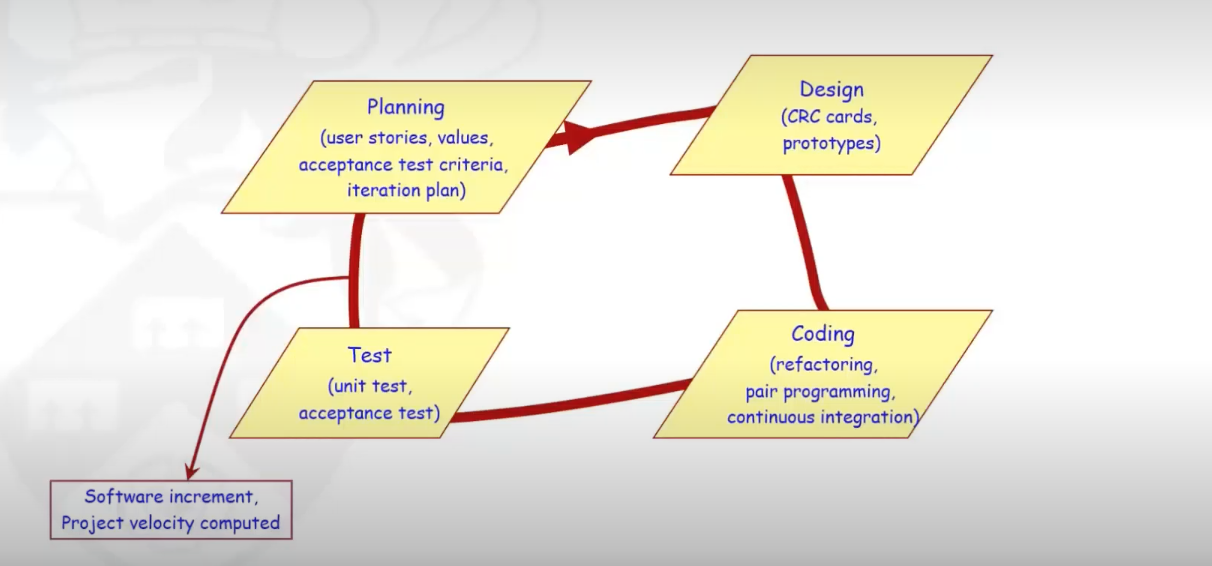 Planning
(user stories, values,
acceptance test criteria,
iteration plan)
Design
(CRC cards,
prototypes)
Test
(unit test,
acceptance test)
Coding
(refactoring,
pair programming,
continuous integration)
Software increment,
Project velocity computed